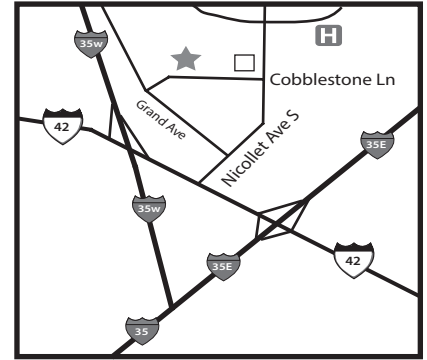 35w
H
Cobblestone Ln
Grand Ave
42
Nicollet Ave S
35E
35w
35E
42
35